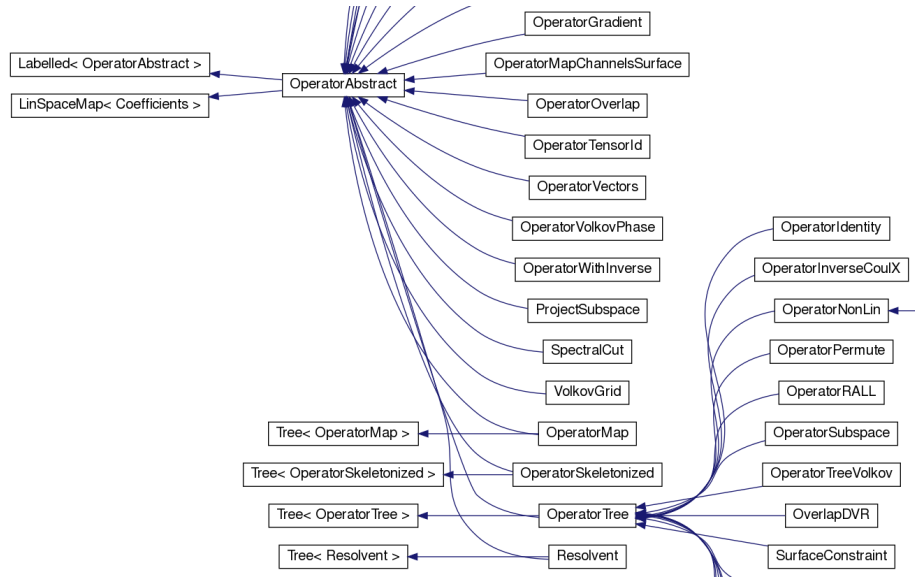 OperatorGradient
Labelled< OperatorAbstract >
OperatorMapChannelsSurface
OperatorAbstract
LinSpaceMap< Coefficients >
OperatorOverlap
OperatorTensorId
OperatorVectors
OperatorVolkovPhase
OperatorIdentity
OperatorWithInverse
OperatorInverseCoulX
ProjectSubspace
OperatorNonLin
SpectralCut
OperatorPermute
VolkovGrid
OperatorRALL
Tree< OperatorMap >
OperatorMap
OperatorSubspace
Tree< OperatorSkeletonized >
OperatorSkeletonized
OperatorTreeVolkov
Tree< OperatorTree >
OperatorTree
OverlapDVR
Tree< Resolvent >
Resolvent
SurfaceConstraint